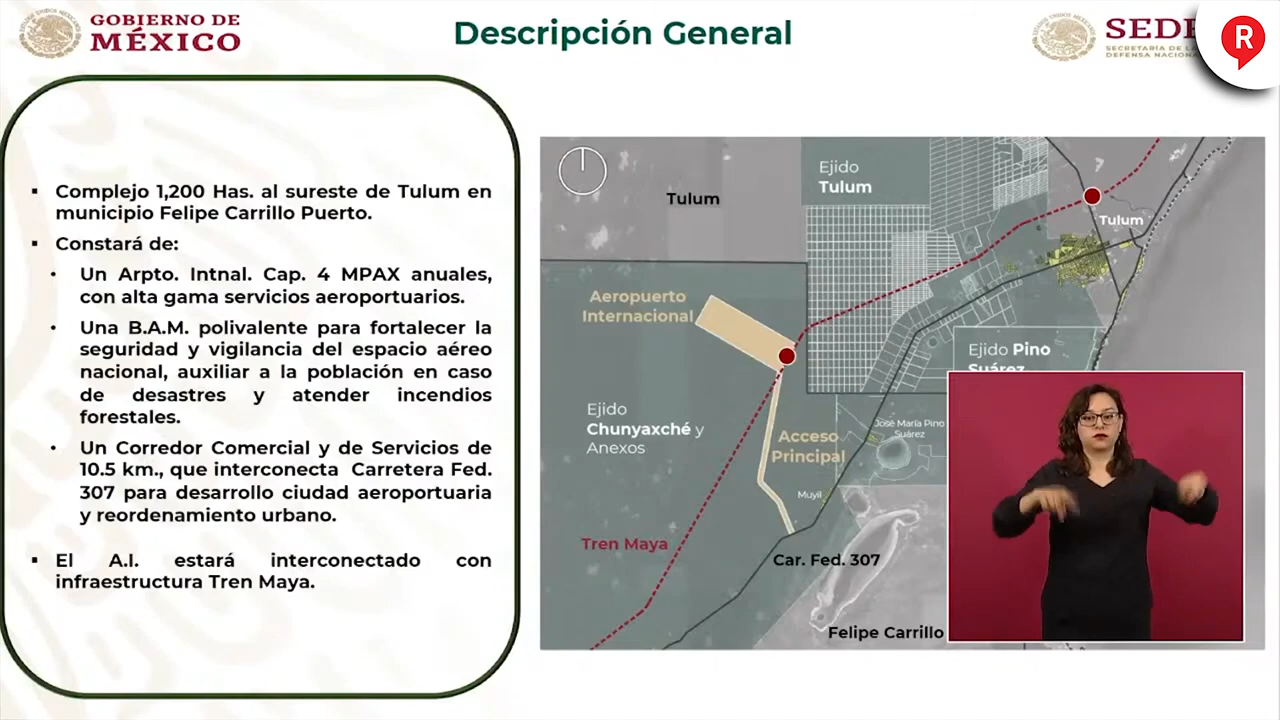 GOBIERNO DE
MÉXICO
Descripción General
SEDE
SECRETARÍA DE LA
DEFENSA NACIONAL
R
▪ Complejo 1,200 Has. al sureste de Tulum en
municipio Felipe Carrillo Puerto.
▪ Constará de:
• Un Arpto. Intnal. Cap. 4 MPAX anuales,
con alta gama servicios aeroportuarios.
• Una B.A.M. polivalente para fortalecer la
seguridad y vigilancia del espacio aéreo
nacional, auxiliar a la población en caso
de desastres y atender incendios
forestales.
• Un Corredor Comercial y de Servicios de
10.5 km., que interconecta Carretera Fed.
307 para desarrollo ciudad aeroportuaria
y reordenamiento urbano.
▪ El A.I. estará interconectado con
infraestructura Tren Maya.
Tulum
Ejido
Tulum
Tulum
Aeropuerto
Internacional
Ejido Pino
Suárez
Ejido
Chunyaxché y
Anexos
Acceso
Principal
José María Pino
Suárez
Muyil
Tren Maya
Car. Fed. 307
Felipe Carrillo